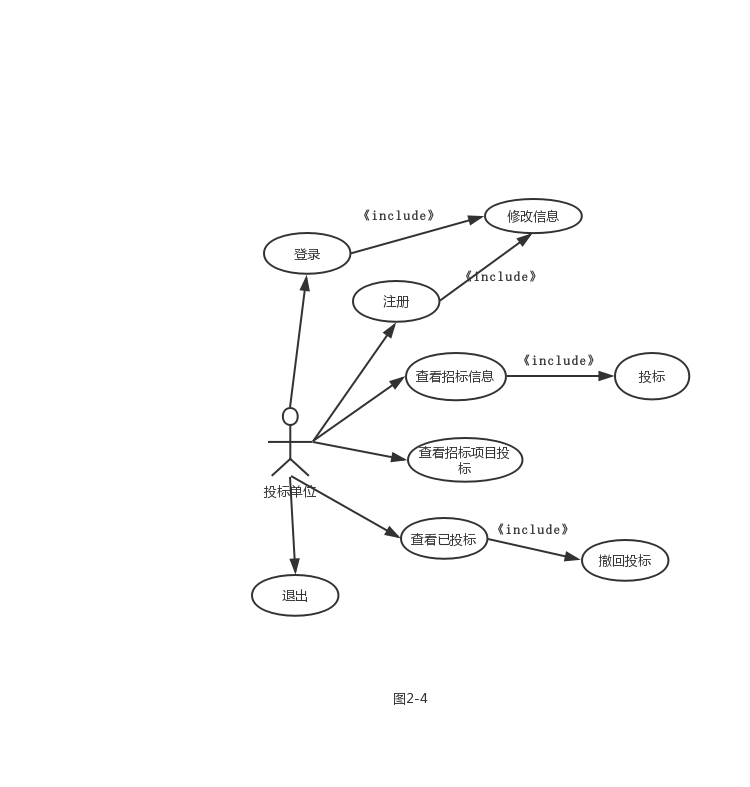 《include》
修改信息
登录
《include》
注册
《include》
查看招标信息
投标
查看招标项目投
标
投标单位
《include》
查看已投标
撤回投标
退出
图2-4